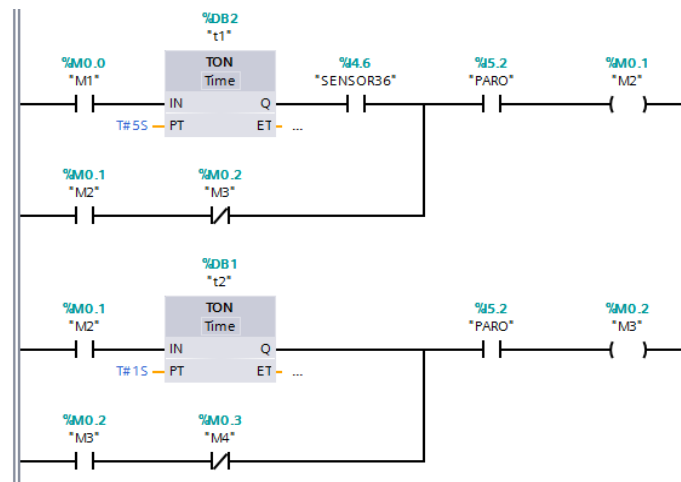 %DB2
"t1"
%M0.0
"M1"
TON
Time
%I4.6
"SENSOR36"
%I5.2
"PARO"
%M0.1
"M2"
IN
Q
T#5S
PT
ET
...
%M0.1
"M2"
%M0.2
"M3"
%DB1
"t2"
%M0.1
"M2"
TON
Time
%I5.2
"PARO"
%M0.2
"M3"
IN
Q
T#1S
PT
ET
...
%M0.2
"M3"
%M0.3
"M4"